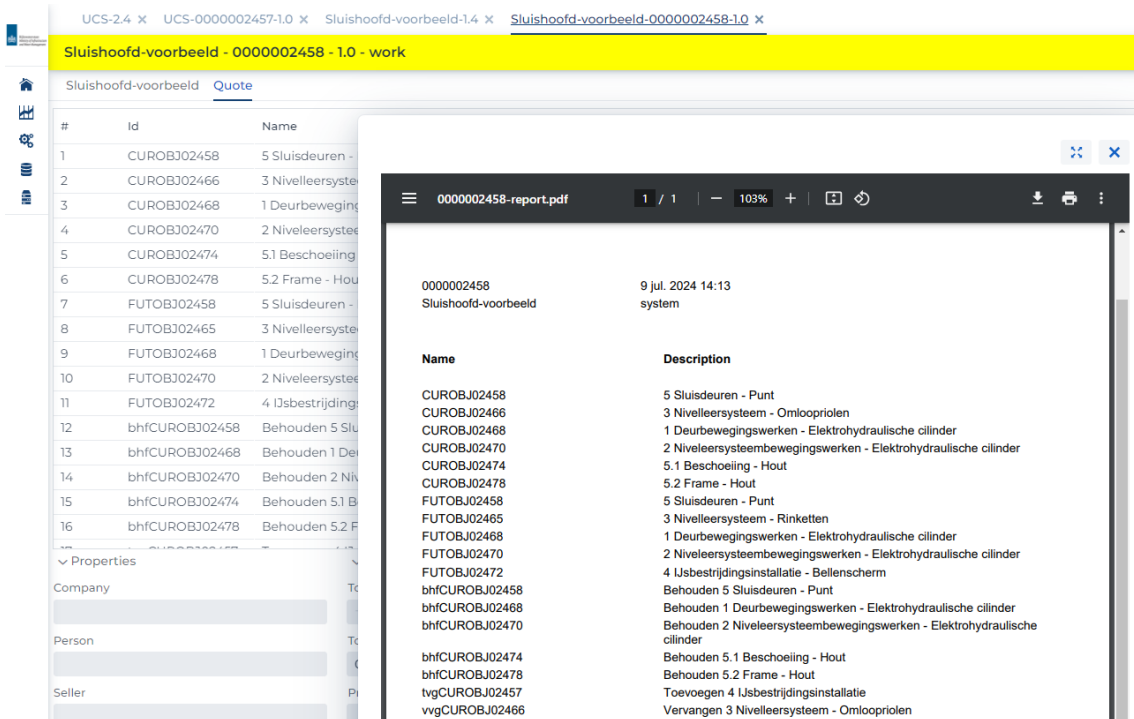 UCS-2.4 × UCS-0000002457-1.0 × Sluishoofd-voorbeeld-1.4 × Sluishoofd-voorbeeld-0000002458-1.0 ×
Sluishoofd-voorbeeld - 0000002458 - 1.0 - work
Sluishoofd-voorbeeld Quote
# Id Name
1 CUROBJ02458 5 Sluisdeuren -
2 CUROBJ02466 3 Nivelleersyste
3 CUROBJ02468 1 Deurbeweging
4 CUROBJ02470 2 Niveleersystee
5 CUROBJ02474 5.1 Beschoeiing
6 CUROBJ02478 5.2 Frame - Hou
7 FUTOBJ02458 5 Sluisdeuren -
8 FUTOBJ02465 3 Nivelleersyste
9 FUTOBJ02468 1 Deurbeweging
10 FUTOBJ02470 2 Niveleersystee
11 FUTOBJ02472 4 IJsbestrijdings
12 bhfCUROBJ02458 Behouden 5 Slu
13 bhfCUROBJ02468 Behouden 1 Deu
14 bhfCUROBJ02470 Behouden 2 Niv
15 bhfCUROBJ02474 Behouden 5.1 B
16 bhfCUROBJ02478 Behouden 5.2 F
Properties
Company
Person
Seller
0000002458-report.pdf 1 / 1 − 103% +
0000002458 9 jul. 2024 14:13
Sluishoofd-voorbeeld system
Name Description
CUROBJ02458 5 Sluisdeuren - Punt
CUROBJ02466 3 Nivelleersysteem - Omloopriolen
CUROBJ02468 1 Deurbewegingswerken - Elektrohydraulische cilinder
CUROBJ02470 2 Niveleersysteembewegingswerken - Elektrohydraulische cilinder
CUROBJ02474 5.1 Beschoeiing - Hout
CUROBJ02478 5.2 Frame - Hout
FUTOBJ02458 5 Sluisdeuren - Punt
FUTOBJ02465 3 Nivelleersysteem - Rinketten
FUTOBJ02468 1 Deurbewegingswerken - Elektrohydraulische cilinder
FUTOBJ02470 2 Niveleersysteembewegingswerken - Elektrohydraulische cilinder
FUTOBJ02472 4 IJsbestrijdingsinstallatie - Bellenscherm
bhfCUROBJ02458 Behouden 5 Sluisdeuren - Punt
bhfCUROBJ02468 Behouden 1 Deurbewegingswerken - Elektrohydraulische cilinder
bhfCUROBJ02470 Behouden 2 Niveleersysteembewegingswerken - Elektrohydraulische
cilinder
bhfCUROBJ02474 Behouden 5.1 Beschoeiing - Hout
bhfCUROBJ02478 Behouden 5.2 Frame - Hout
tvgCUROBJ02457 Toevoegen 4 IJsbestrijdingsinstallatie
vvgCUROBJ02466 Vervangen 3 Nivelleersysteem - Omloopriolen